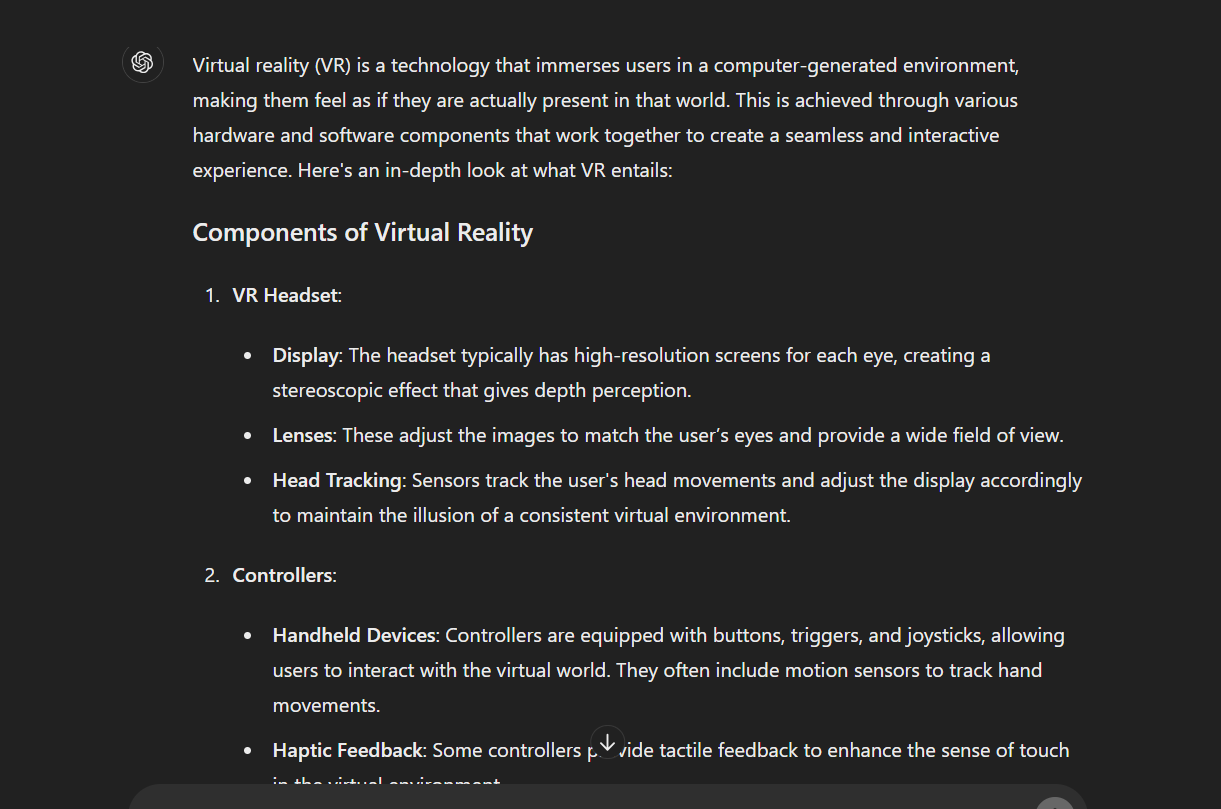 Virtual reality (VR) is a technology that immerses users in a computer-generated environment,
making them feel as if they are actually present in that world. This is achieved through various
hardware and software components that work together to create a seamless and interactive
experience. Here's an in-depth look at what VR entails:
Components of Virtual Reality
1. VR Headset:
• Display: The headset typically has high-resolution screens for each eye, creating a
stereoscopic effect that gives depth perception.
• Lenses: These adjust the images to match the user’s eyes and provide a wide field of view.
• Head Tracking: Sensors track the user's head movements and adjust the display accordingly
to maintain the illusion of a consistent virtual environment.
2. Controllers:
• Handheld Devices: Controllers are equipped with buttons, triggers, and joysticks, allowing
users to interact with the virtual world. They often include motion sensors to track hand
movements.
• Haptic Feedback: Some controllers provide tactile feedback to enhance the sense of touch
in the virtual environment.